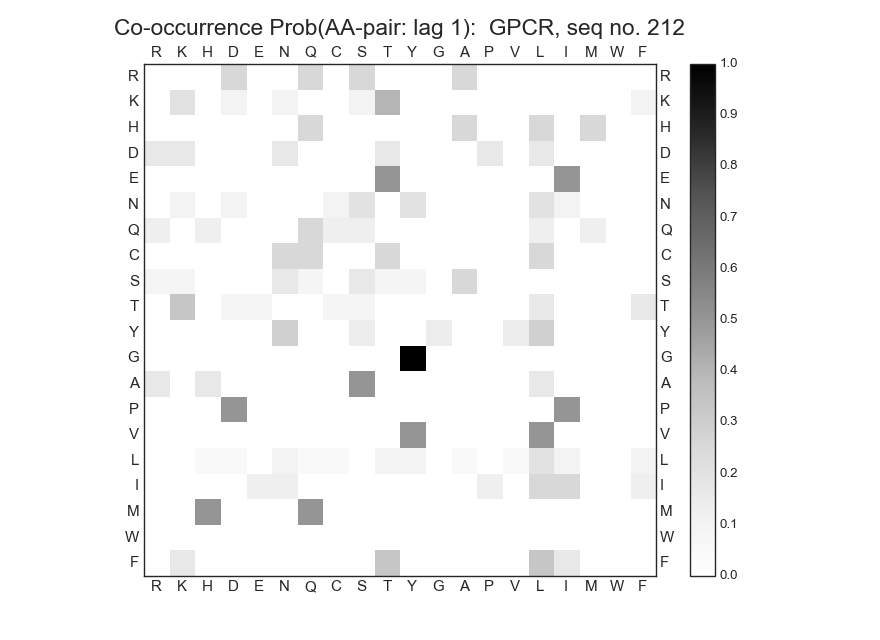 Co-occurrence Prob(AA-pair: lag 1):  GPCR, seq no. 212
R K H D E N Q C S T Y G A P V L I M W F
1.0
R R
K K
0.9
H H
D D
0.8
E E
0.7
N N
Q Q
0.6
C C
S S
0.5
T T
Y Y
0.4
G G
A A
0.3
P P
V V
0.2
L L
I I
0.1
M M
W W
F F
0.0
R K H D E N Q C S T Y G A P V L I M W F